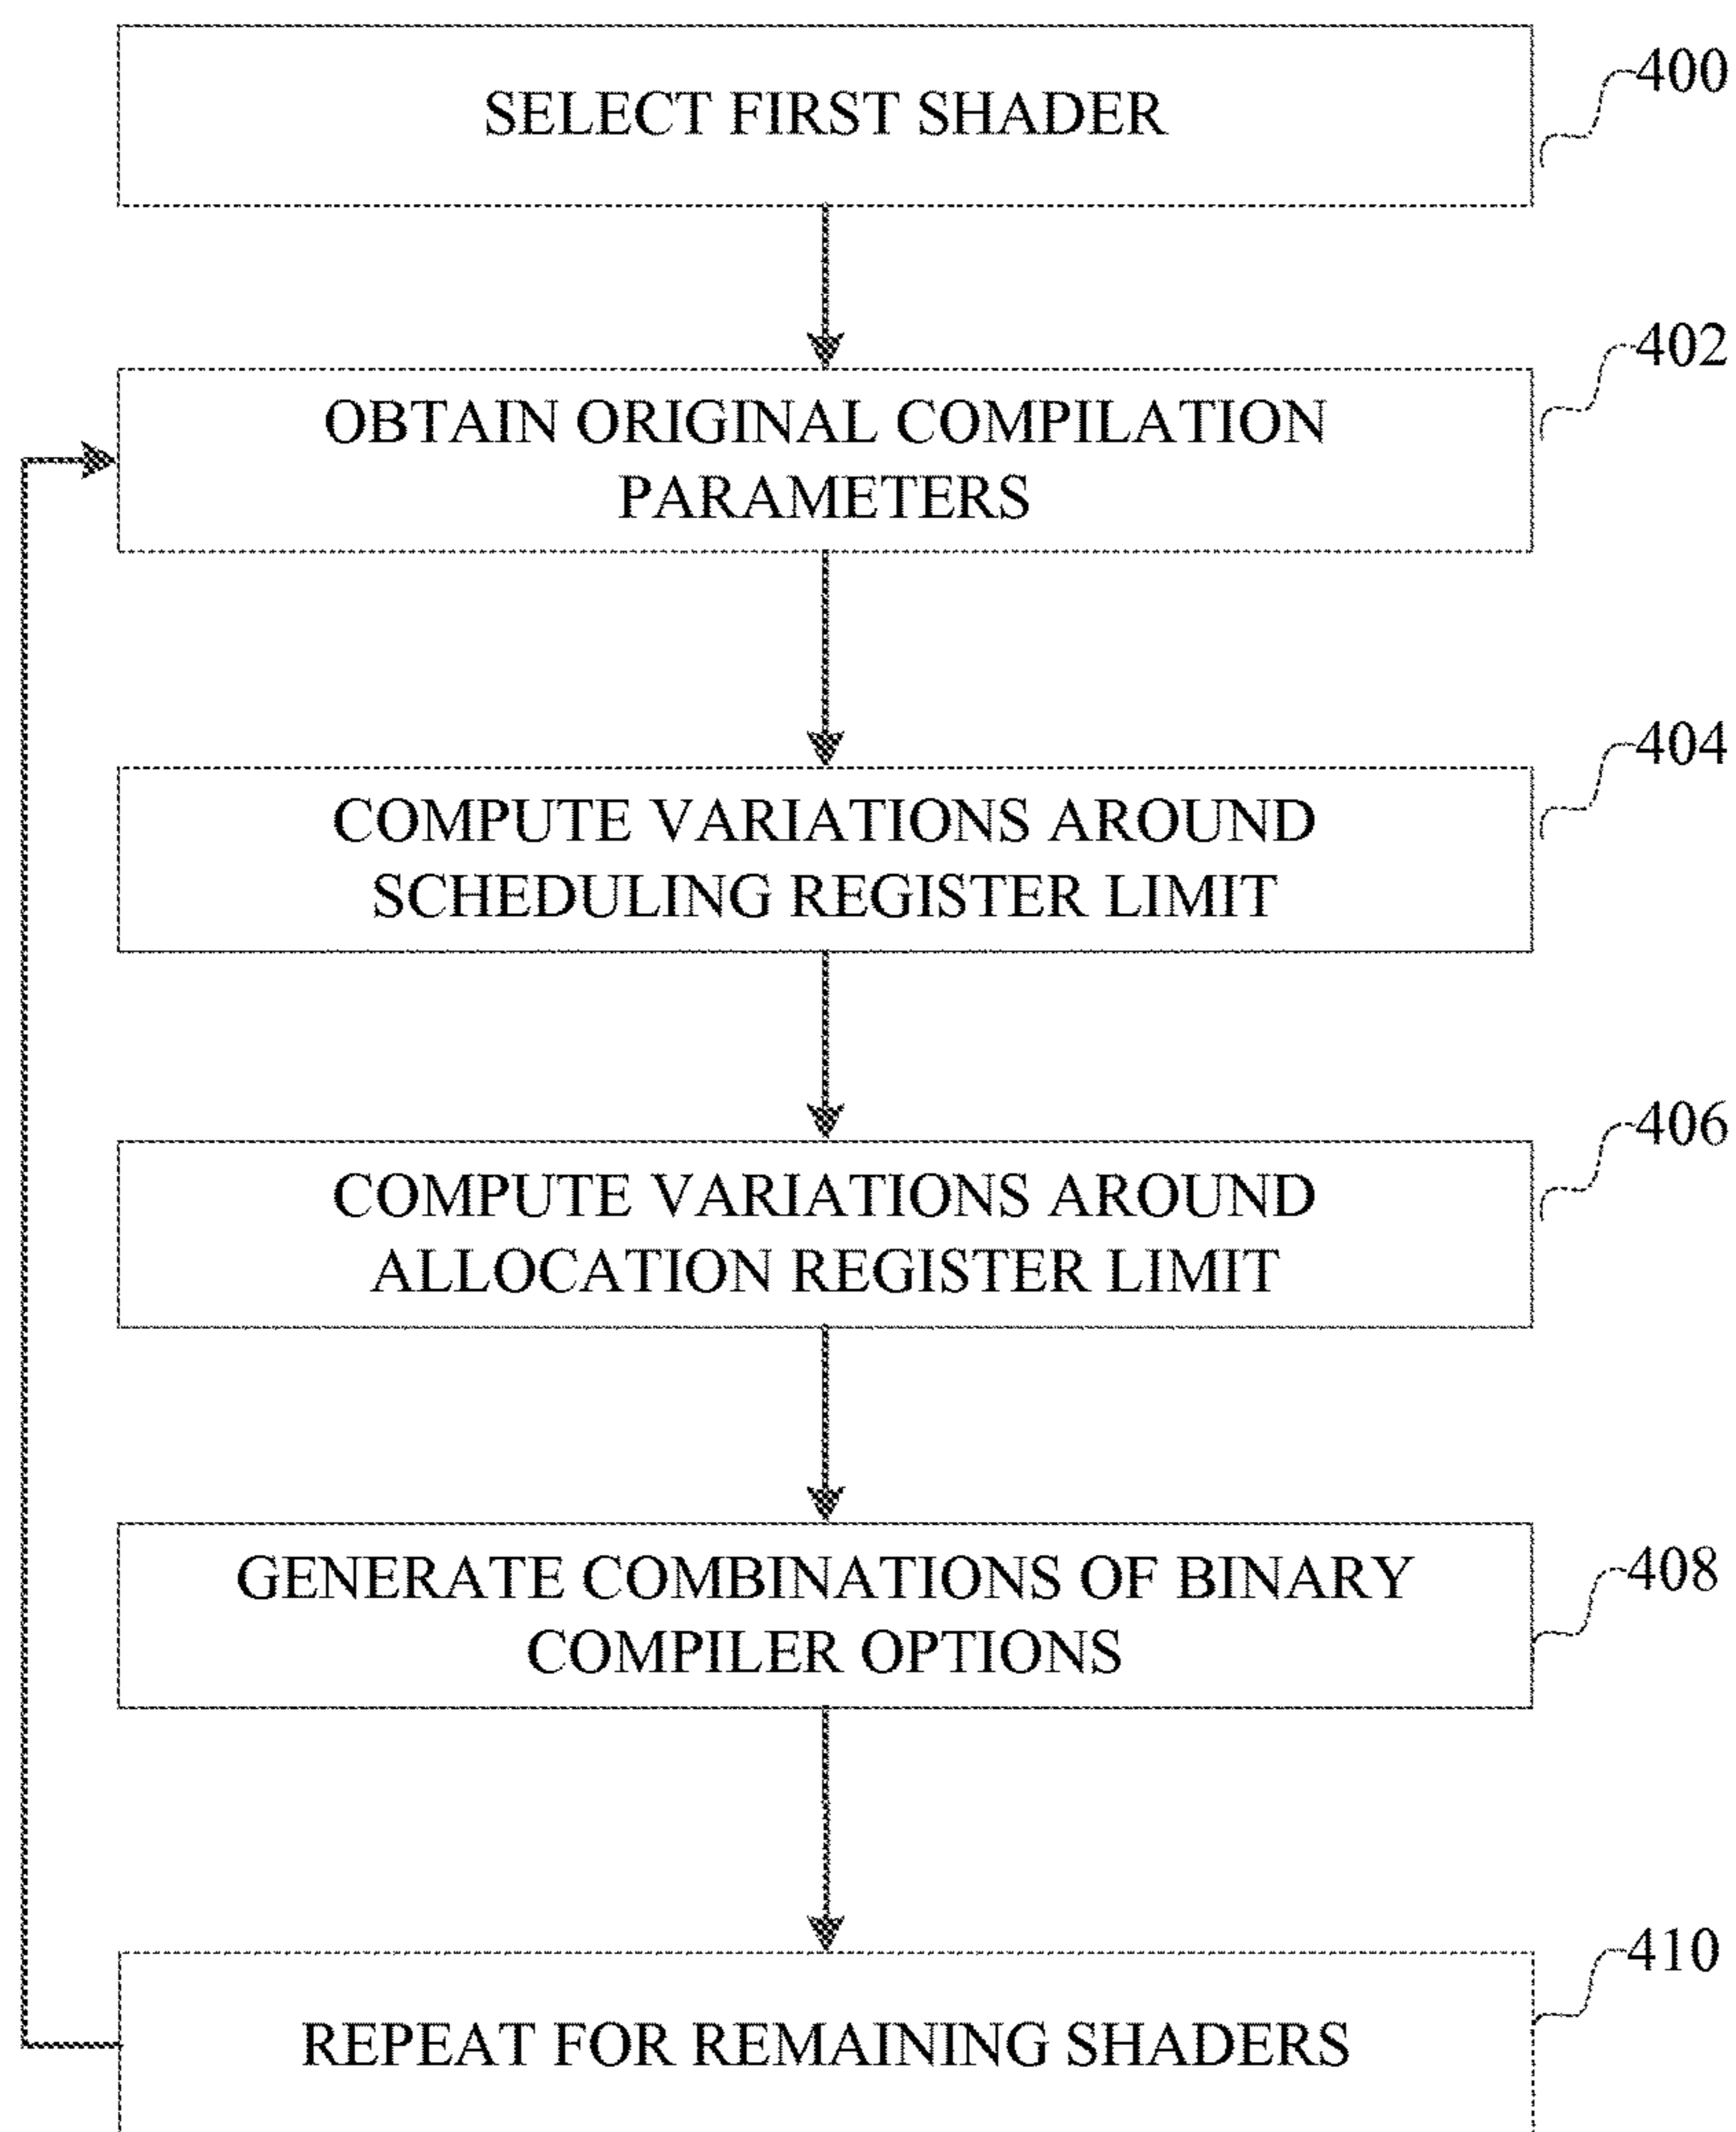 SELECT FIRST SHADER
400
402
OBTAIN ORIGINAL COMPILATION
PARAMETERS
404
COMPUTE VARIATIONS AROUND
SCHEDULING REGISTER LIMIT
406
COMPUTE VARIATIONS AROUND
ALLOCATION REGISTER LIMIT
408
GENERATE COMBINATIONS OF BINARY
COMPILER OPTIONS
410
REPEAT FOR REMAINING SHADERS